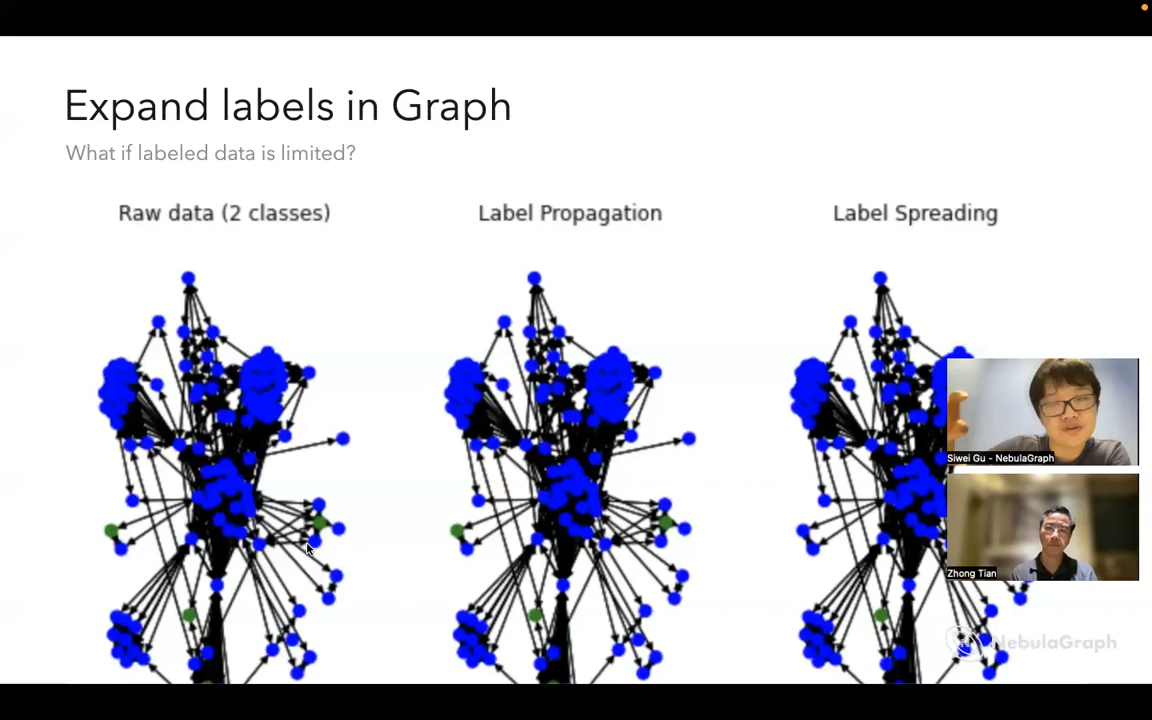 Expand labels in Graph
What if labeled data is limited?
Raw data (2 classes)
Label Propagation
Label Spreading
Siwei Gu - NebulaGraph
Zhong Tian
NebulaGraph